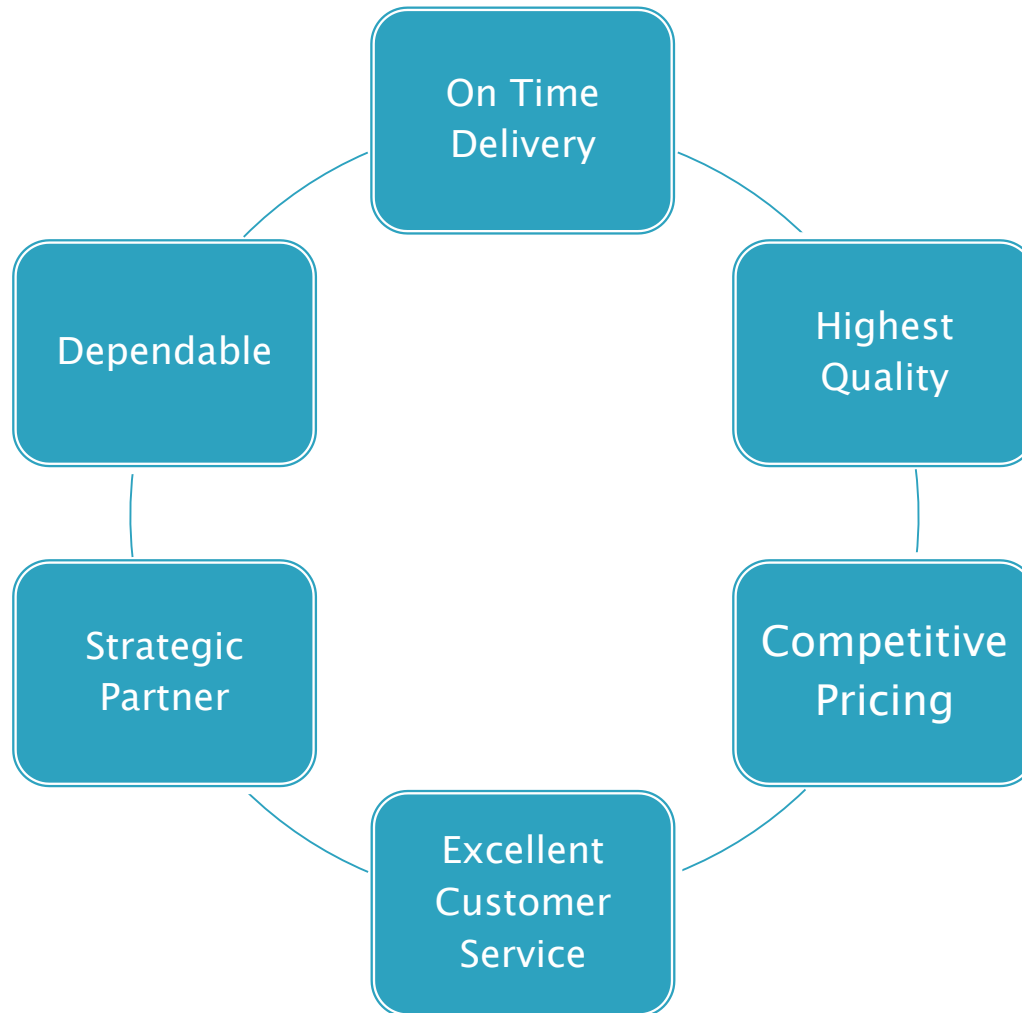 On Time
Delivery
Highest
Quality
Competitive
Pricing
Excellent
Customer
Service
Strategic
Partner
Dependable